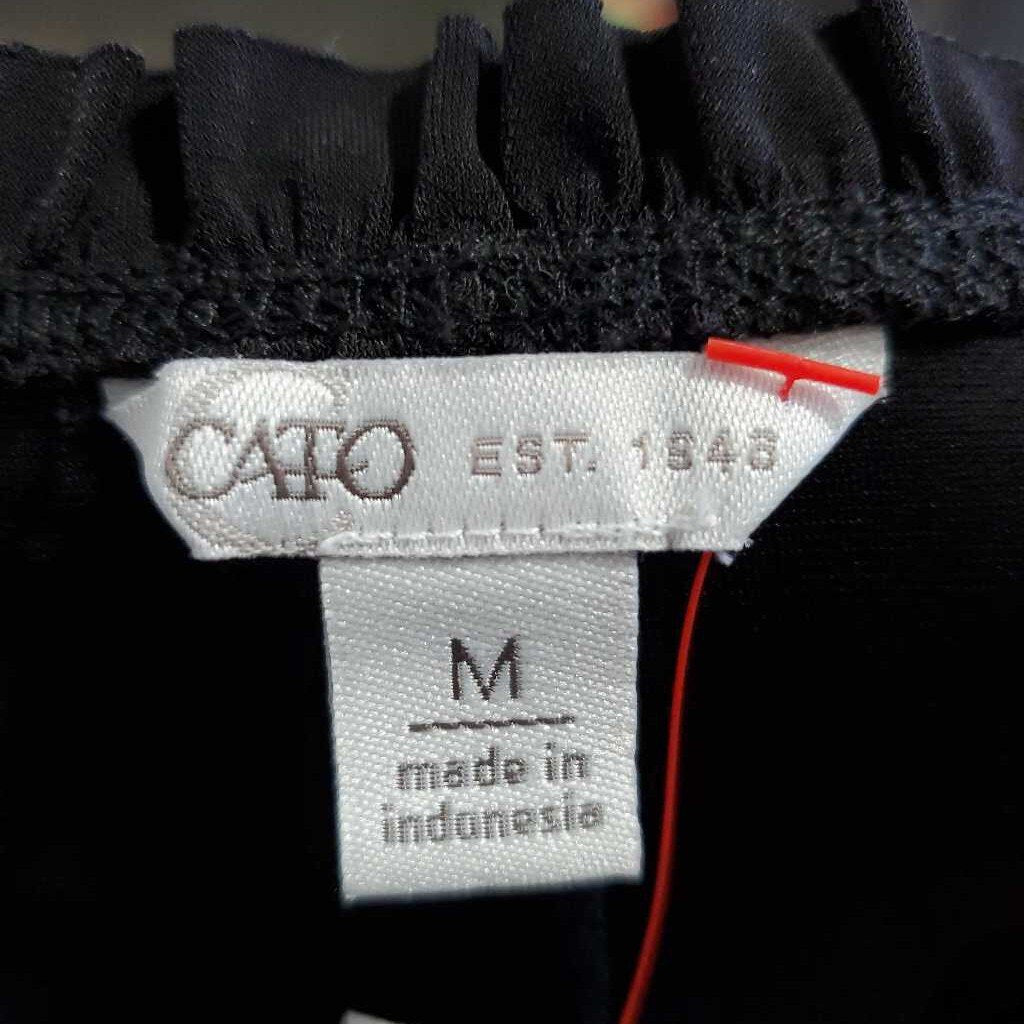 CATO EST. 1946
M
made in
indonesia